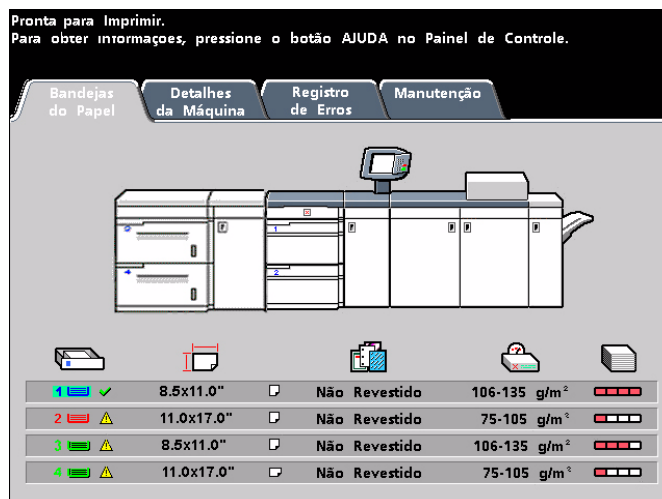 Pronta para Imprimir.
Para obter informações, pressione o botão AJUDA no Painel de Controle.
Bandejas do Papel
Detalhes da Máquina
Registro de Erros
Manutenção
3
4
1
2
1 8.5x11.0" Não Revestido 106-135 g/m²
2 11.0x17.0" Não Revestido 75-105 g/m²
3 8.5x11.0" Não Revestido 106-135 g/m²
4 11.0x17.0" Não Revestido 75-105 g/m²